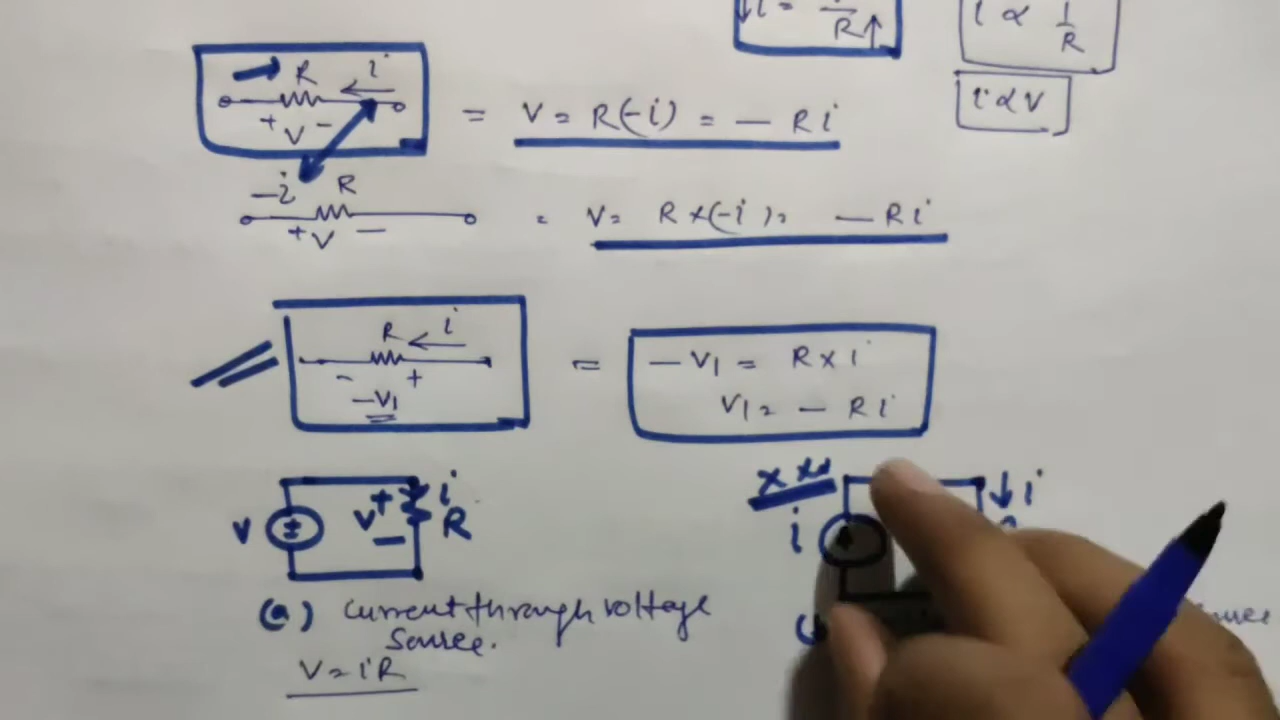 i = /R
i ∝ 1/R
i ∝ V
R i
+ V -
= V = R(-i) = - Ri
-i R
+ V -
= V = R x(-i) = - Ri
R i
- +
-V1
= -V1 = R x i
V1 = - Ri
V + V - i R
(a) current through voltage
Source.
V = iR
x x
i
i